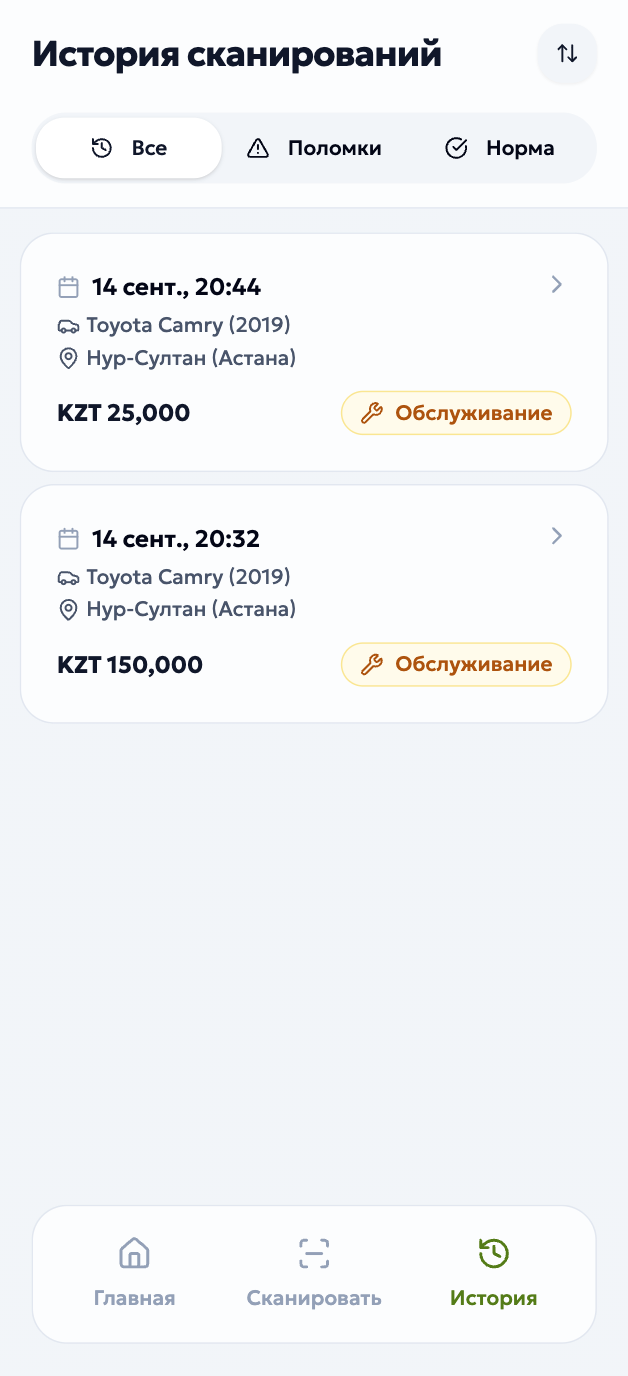 История сканирований
Все
Поломки
Норма
14 сент., 20:44
Toyota Camry (2019)
Нур-Султан (Астана)
KZT 25,000
Обслуживание
14 сент., 20:32
Toyota Camry (2019)
Нур-Султан (Астана)
KZT 150,000
Обслуживание
Главная
Сканировать
История